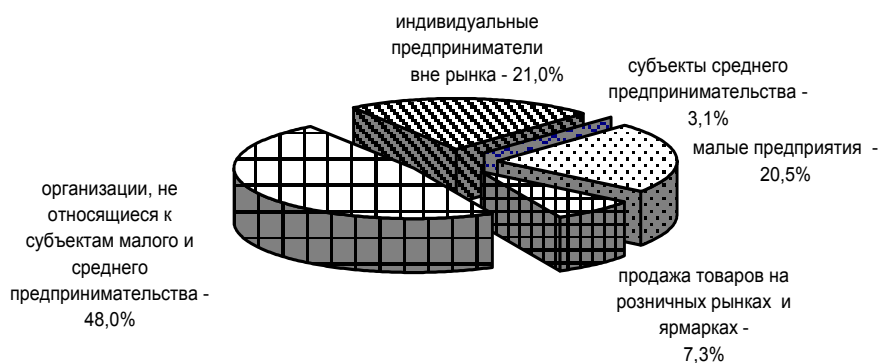 индивидуальные
предприниматели
вне рынка - 21,0%
субъекты среднего
предпринимательства -
3,1%
малые предприятия -
20,5%
организации, не
относящиеся к
субъектам малого и
среднего
предпринимательства -
48,0%
продажа товаров на
розничных рынках и
ярмарках -
7,3%